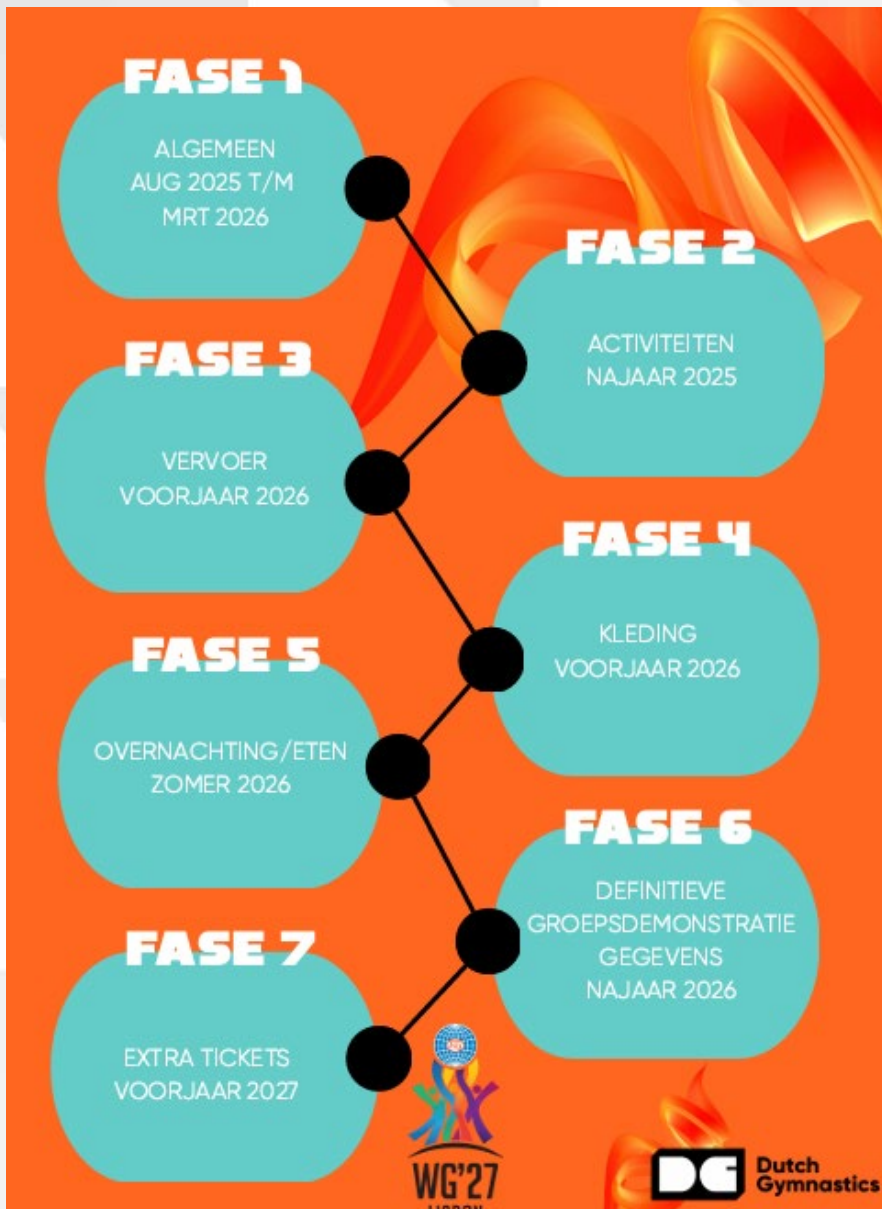 FASE 1
ALGEMEEN
AUG 2025 T/M
MRT 2026
FASE 2
ACTIVITEITEN
NAJAAR 2025
FASE 3
VERVOER
VOORJAAR 2026
FASE 4
KLEDING
VOORJAAR 2026
FASE 5
OVERNACHTING/ETEN
ZOMER 2026
FASE 6
DEFINITIEVE
GROEPSDEMONSTRATIE
GEGEVENS
NAJAAR 2026
FASE 7
EXTRA TICKETS
VOORJAAR 2027
WG'27
LISBON
DG
Dutch
Gymnastics